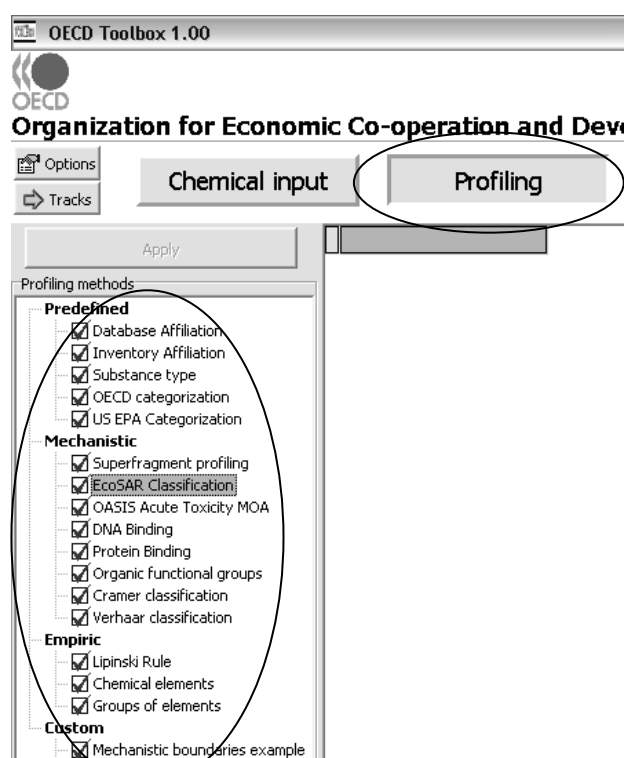 OECD Toolbox 1.00
OECD
Organization for Economic Co-operation and Deve
Options
Tracks
Chemical input
Profiling
Apply
Profiling methods
Predefined
Database Affiliation
Inventory Affiliation
Substance type
OECD categorization
US EPA Categorization
Mechanistic
Superfragment profiling
EcoSAR Classification
OASIS Acute Toxicity MOA
DNA Binding
Protein Binding
Organic functional groups
Cramer classification
Verhaar classification
Empiric
Lipinski Rule
Chemical elements
Groups of elements
Custom
Mechanistic boundaries example